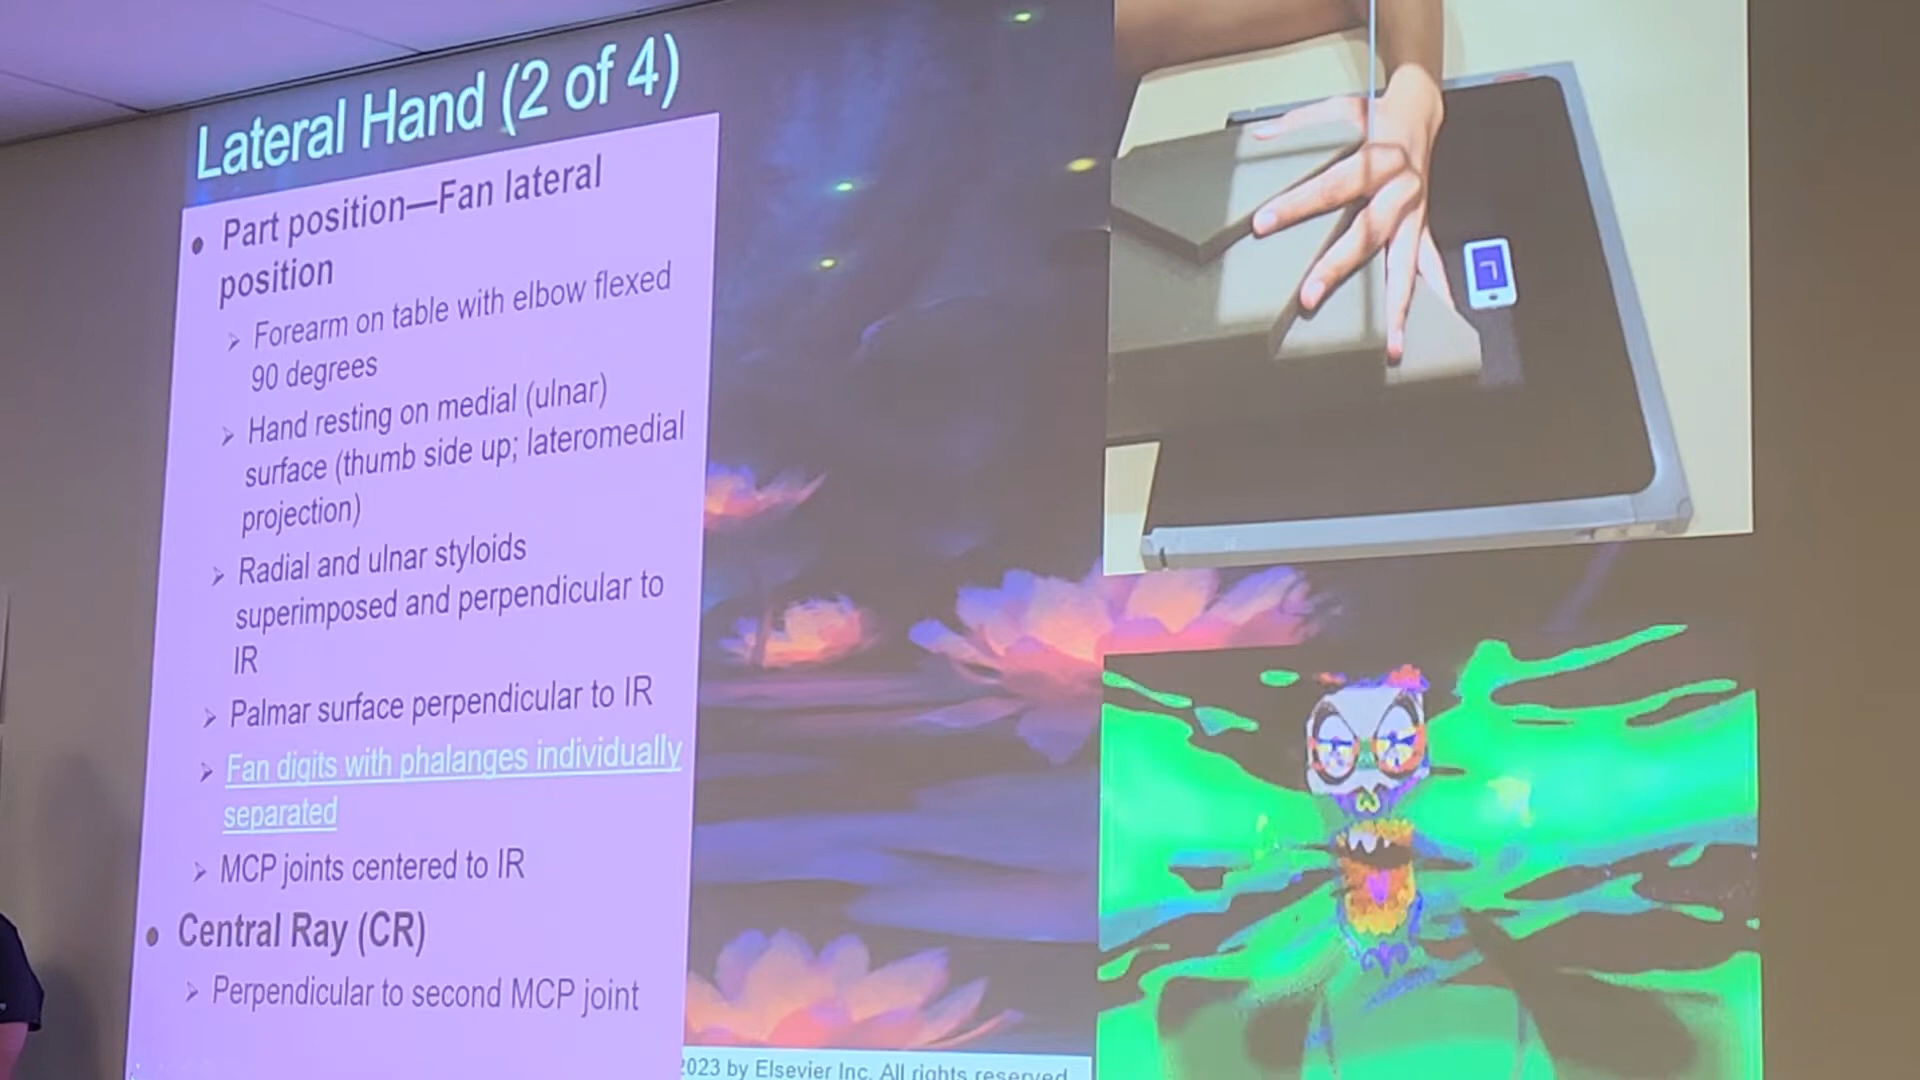 Lateral Hand (2 of 4)
• Part position—Fan lateral
position
➢ Forearm on table with elbow flexed
90 degrees
➢ Hand resting on medial (ulnar)
surface (thumb side up; lateromedial
projection)
➢ Radial and ulnar styloids
superimposed and perpendicular to
IR
➢ Palmar surface perpendicular to IR
➢ Fan digits with phalanges individually
separated
➢ MCP joints centered to IR
• Central Ray (CR)
➢ Perpendicular to second MCP joint
2023 by Elsevier Inc. All rights reserved